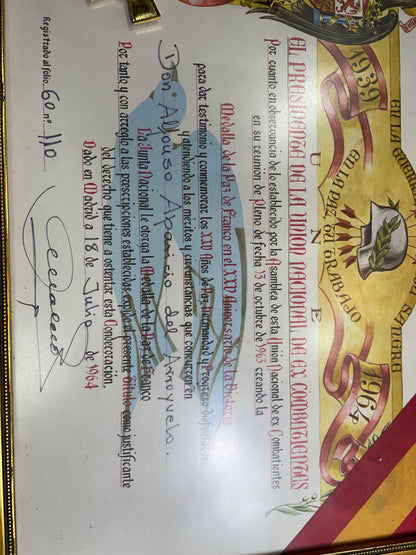 1939
1964
EN LA PAZ, EN TRABAJO
EL PRESIDENTE DE LA UNION NACIONAL DE EX COMBATIENTES
U N E
Por cuanto en observancia de lo establecido por la Asamblea de esta Unión Nacional de ex Combatientes
en su reunión de Pleno de fecha 13 de octubre de 1963 creando la
Medalla de la Paz de Franco en el XXV Aniversario de la Victoria
para dar testimonio y conmemorar los XXV Años de Paz, Hermandad y Progreso disfrutados,
y atendiendo a los méritos y circunstancias que concurren en
Don Alfonso Aparicio del Arroyuelo.
La Junta Nacional le otorga la Medalla de la Paz de Franco
Por tanto y con arreglo a las prescripciones establecidas, expido el presente Título como justificante
del derecho que tiene a ostentar esta Condecoración.
Dado en Madrid a 18 de Julio de 1964
Registrado al folio 60 n.º 110